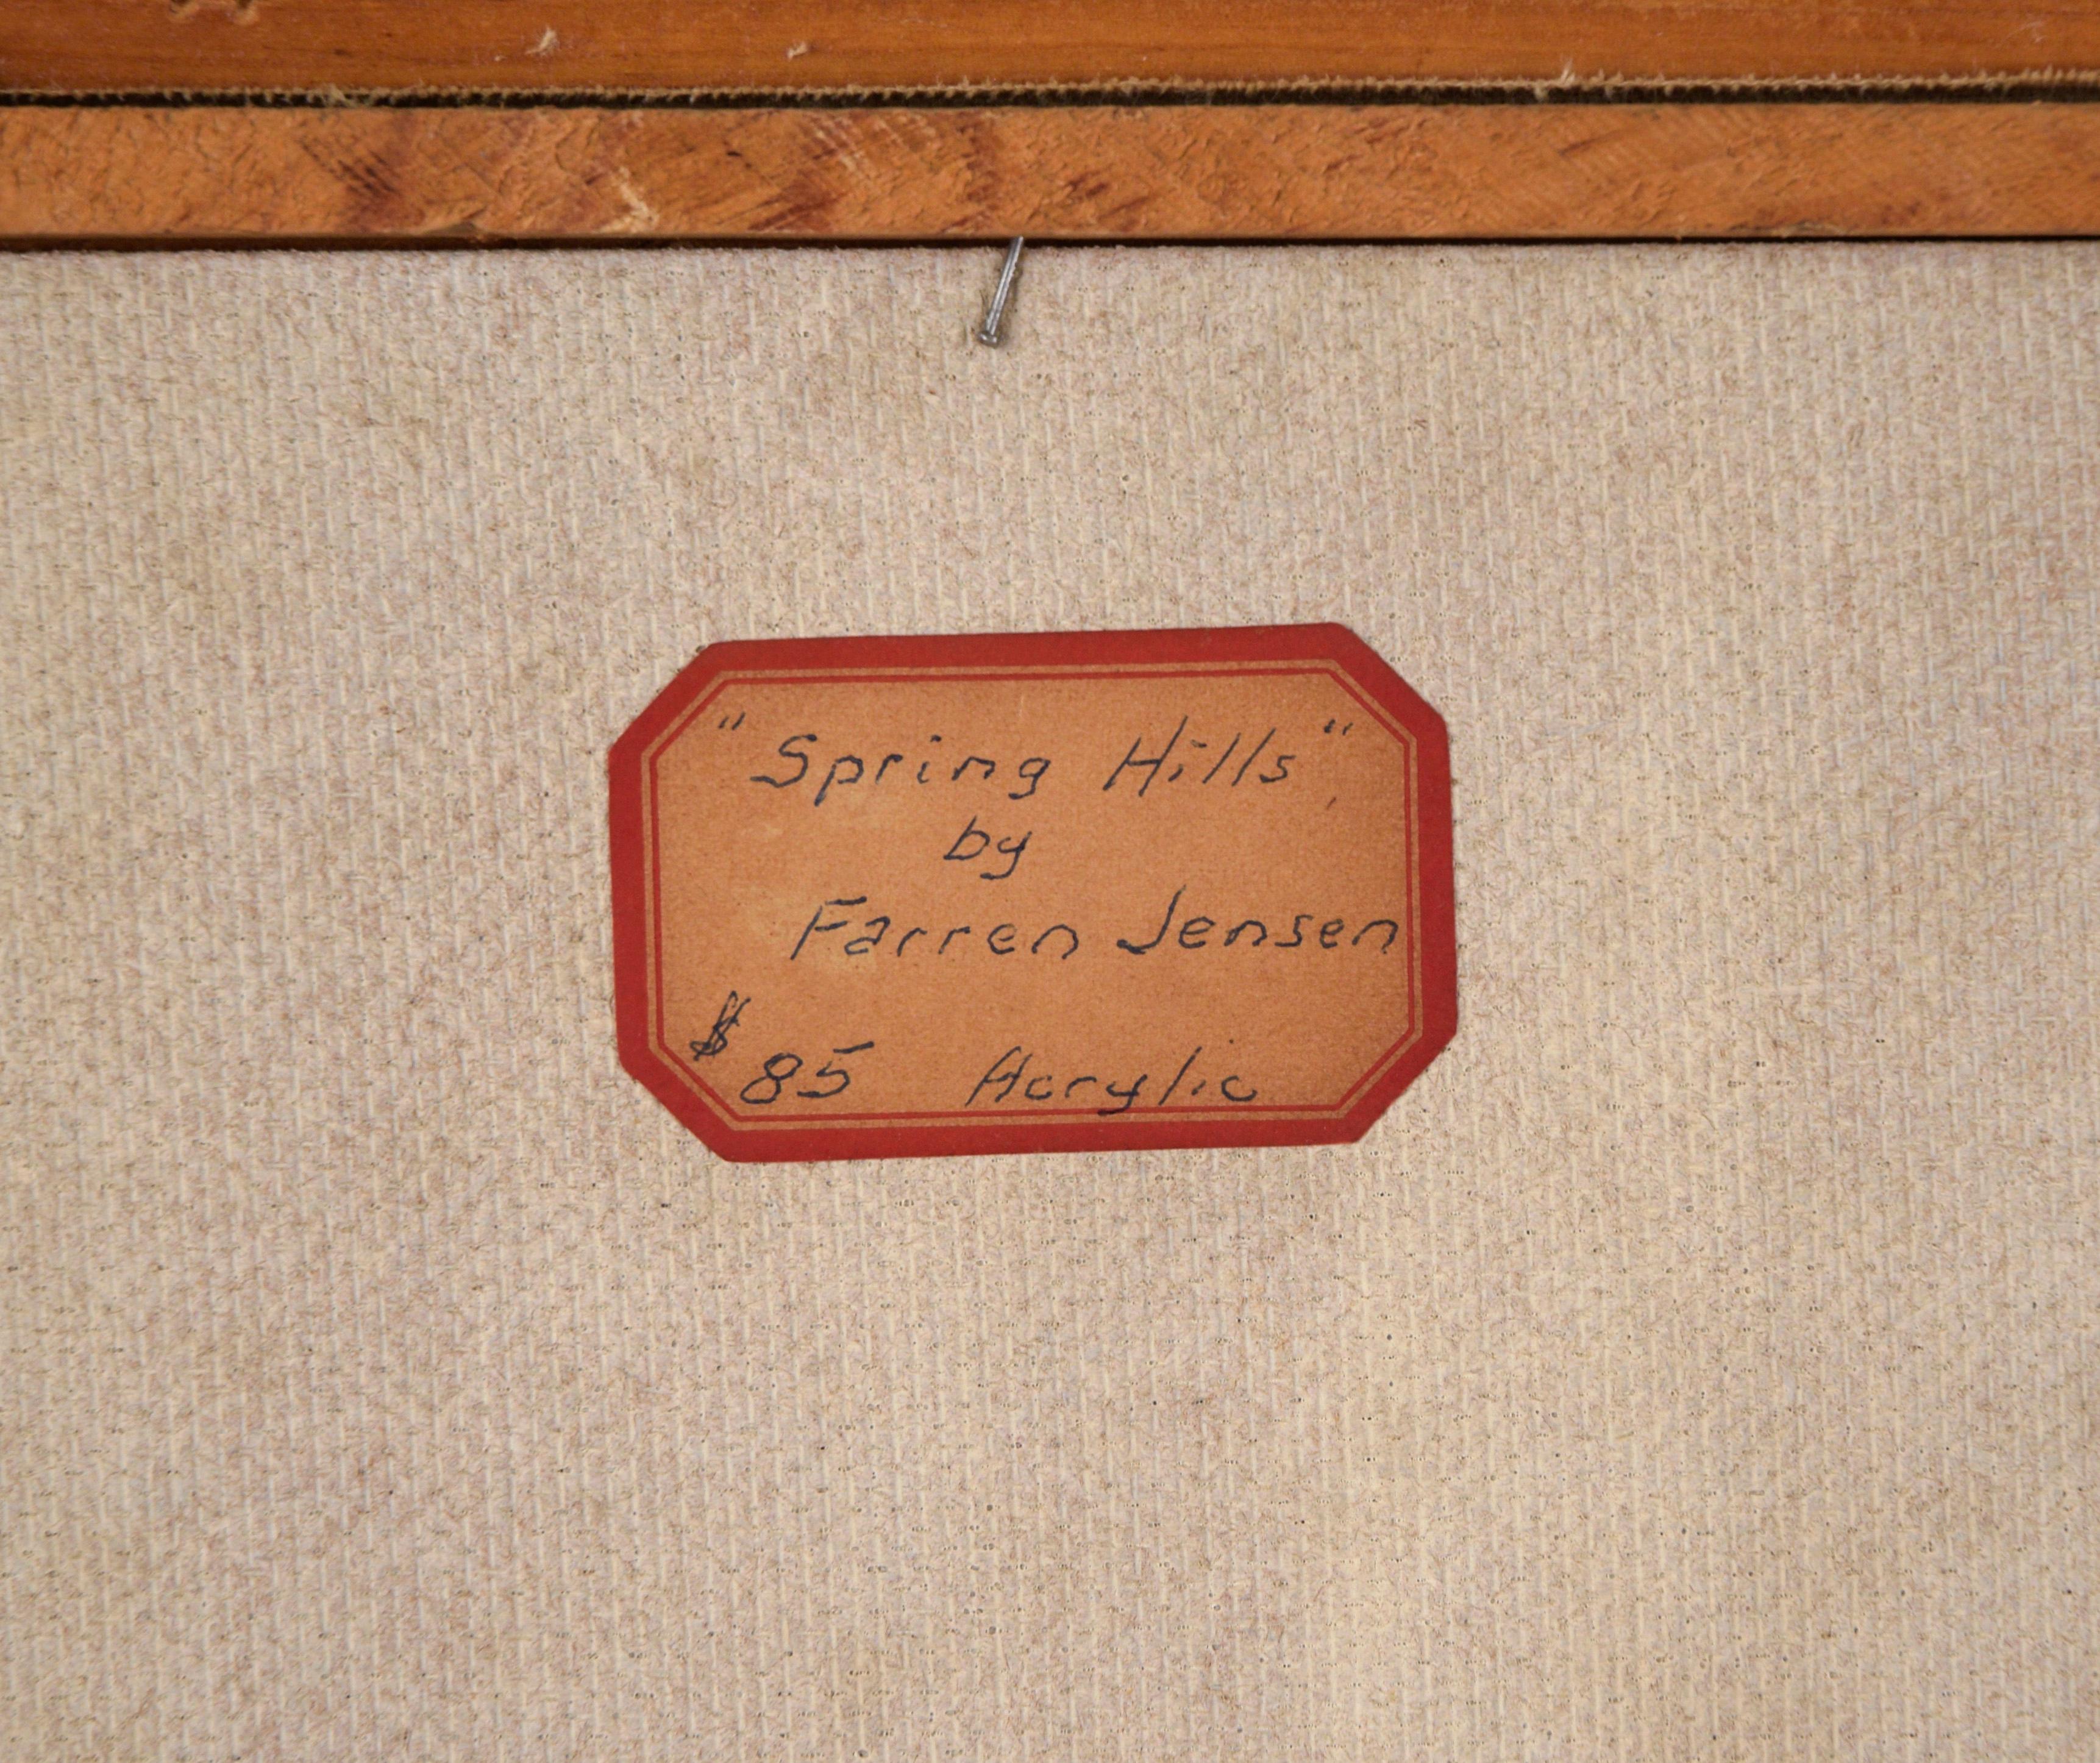 "Spring Hills",
by
Farren Jensen
$85 Acrylic